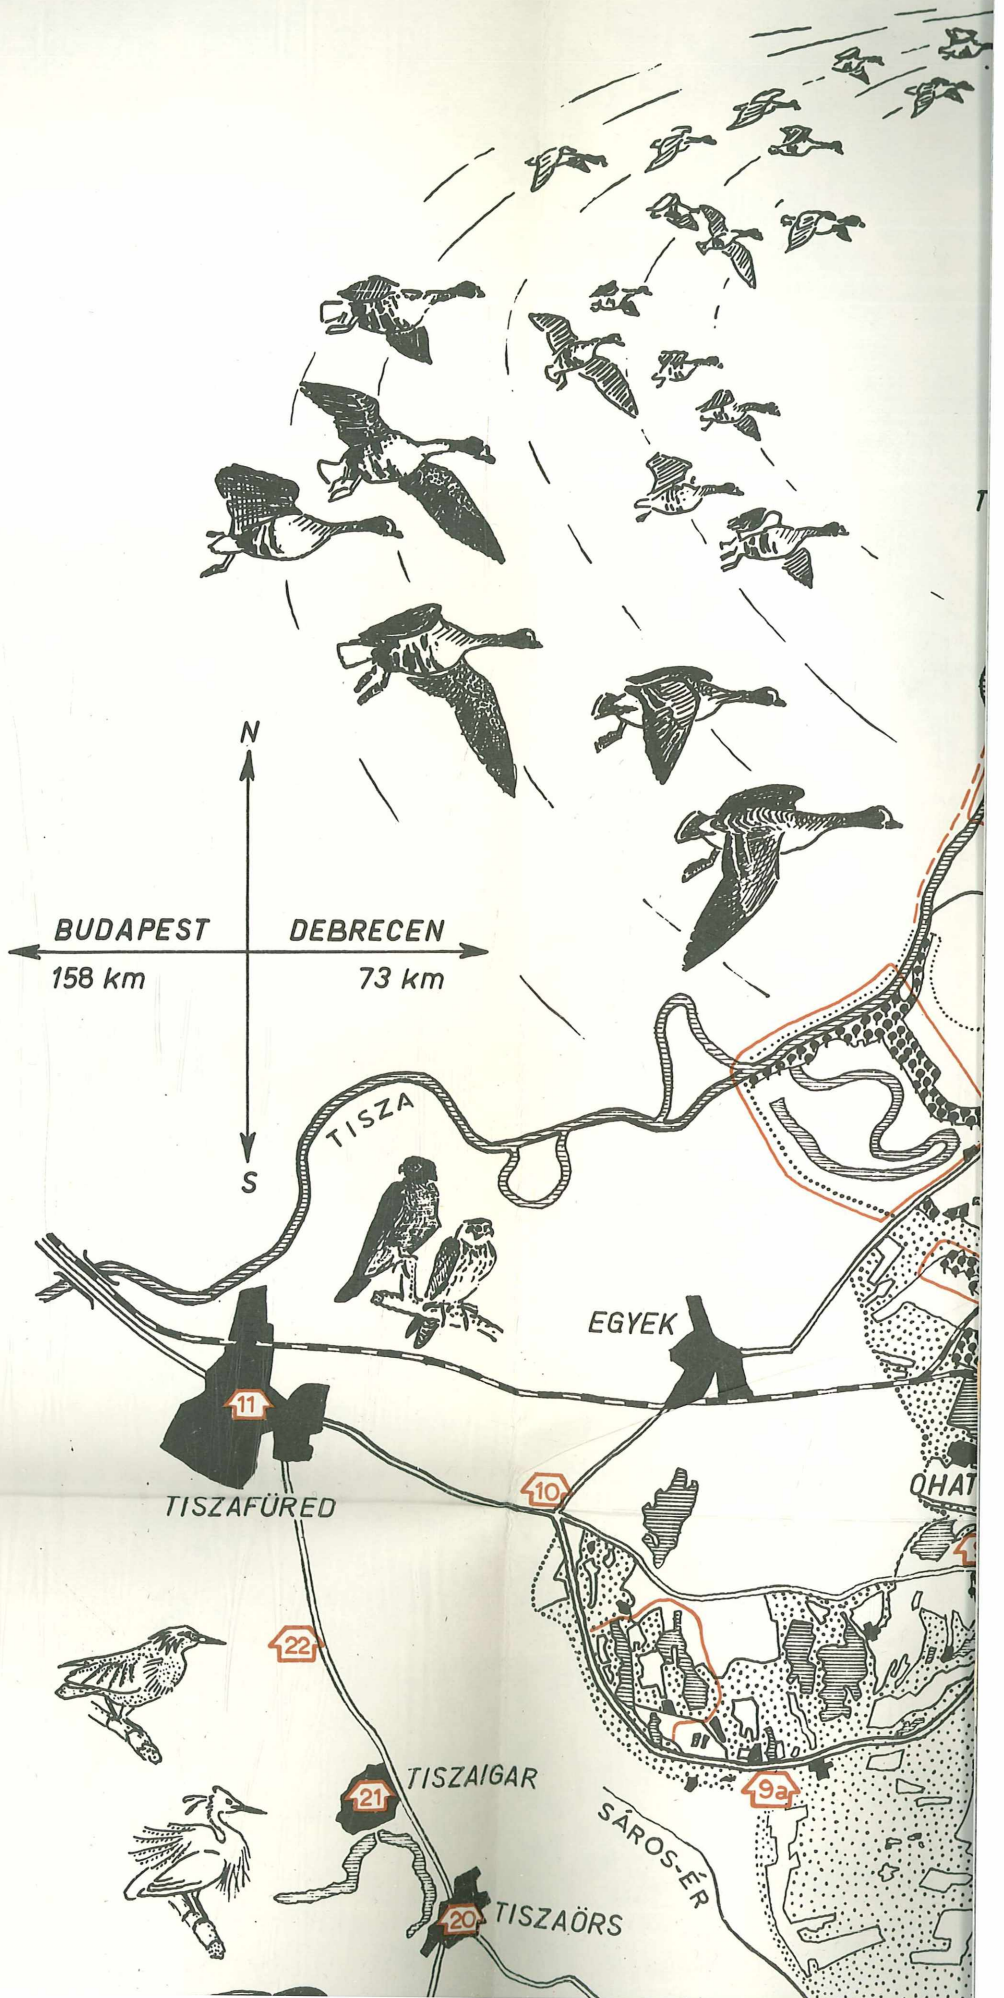 N
BUDAPEST DEBRECEN
158 km 73 km
S
TISZA
EGYEK
11
10
TISZAFÜRED
OHAT
22
TISZAIGAR
21
9a
SÁROS-ÉR
20
TISZAÖRS